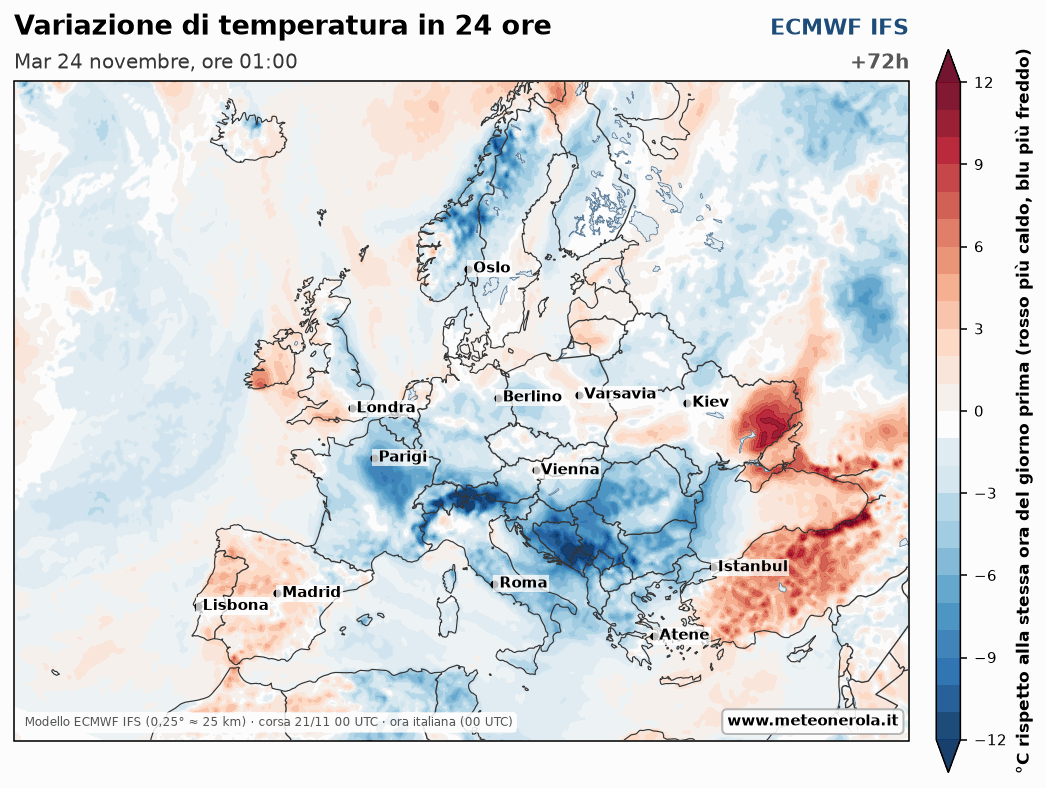 Variazione di temperatura in 24 ore
ECMWF IFS
Mar 24 novembre, ore 01:00
+72h
Oslo
Berlino
Varsavia
Kiev
Londra
Parigi
Vienna
Istanbul
Roma
Madrid
Lisbona
Atene
Modello ECMWF IFS (0,25° ≈ 25 km) · corsa 21/11 00 UTC · ora italiana (00 UTC)
www.meteonerola.it
12
9
6
3
0
−3
−6
−9
−12
°C rispetto alla stessa ora del giorno prima (rosso più caldo, blu più freddo)